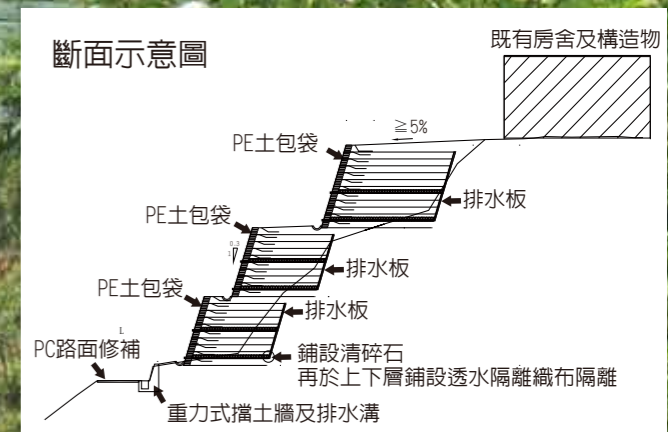 斷面示意圖
既有房舍及構造物
≧5%
PE土包袋
排水板
PE土包袋
0.3
1
排水板
PE土包袋
排水板
L
PC路面修補
鋪設清碎石
再於上下層鋪設透水隔離織布隔離
重力式擋土牆及排水溝